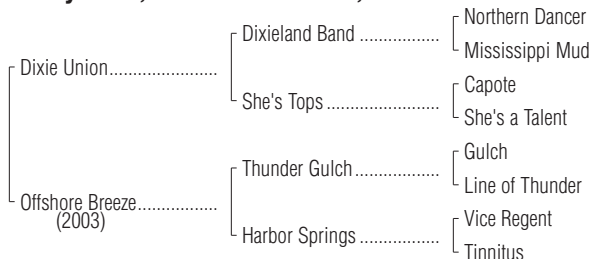 Northern Dancer
Dixieland Band ..................
Mississippi Mud
Dixie Union........................
Capote
She's Tops .........................
She's a Talent
Gulch
Thunder Gulch ...................
Line of Thunder
Offshore Breeze..................
(2003)
Vice Regent
Harbor Springs ..................
Tinnitus